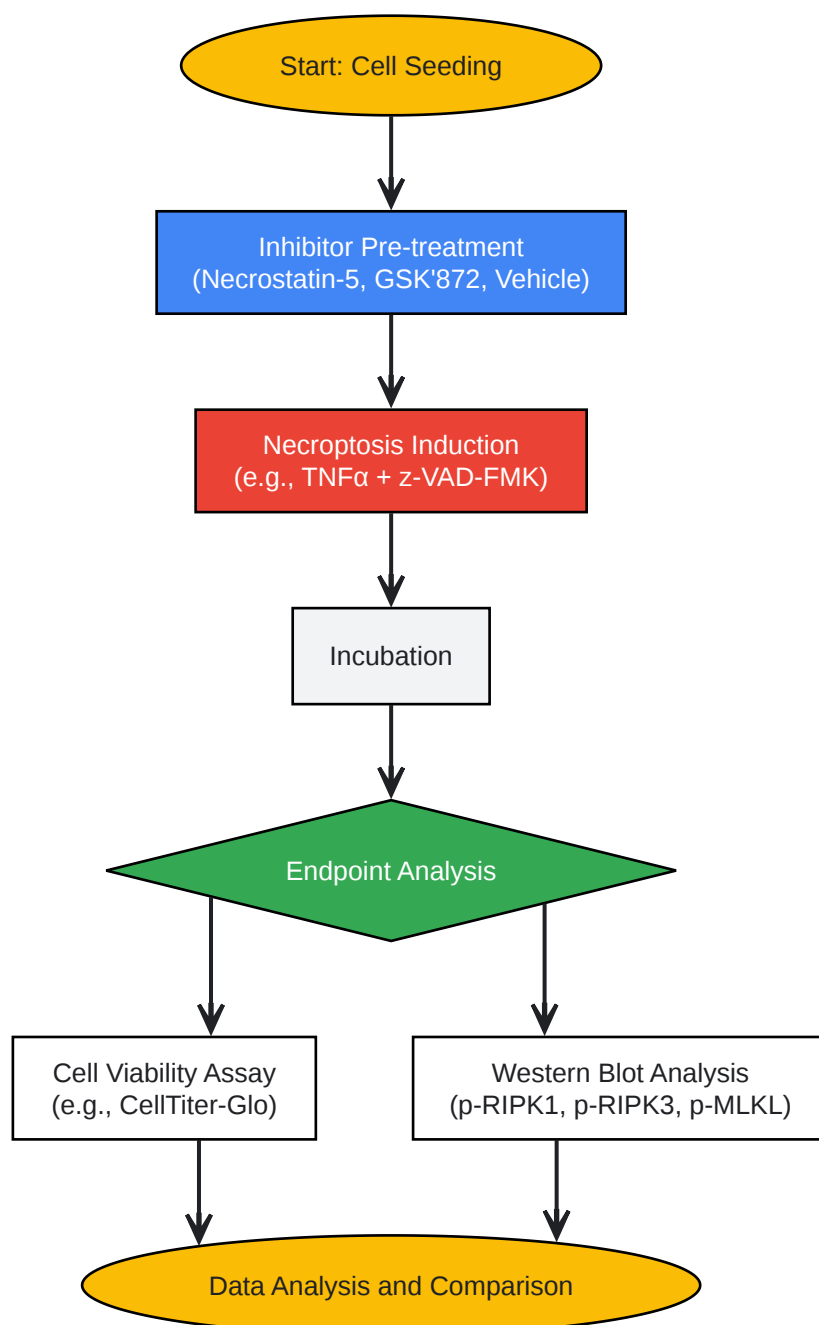 Start: Cell Seeding
Inhibitor Pre-treatment
(Necrostatin-5, GSK'872, Vehicle)
Necroptosis Induction
(e.g., TNFα + z-VAD-FMK)
Incubation
Endpoint Analysis
Cell Viability Assay
(e.g., CellTiter-Glo)
Western Blot Analysis
(p-RIPK1, p-RIPK3, p-MLKL)
Data Analysis and Comparison